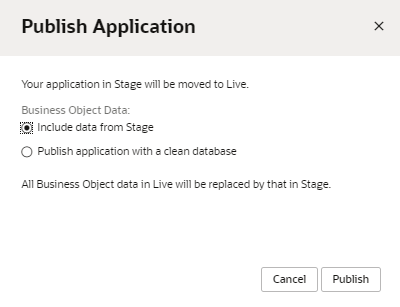 Publish Application
Your application in Stage will be moved to Live.
Business Object Data:
Include data from Stage
Publish application with a clean database
All Business Object data in Live will be replaced by that in Stage.
Cancel Publish